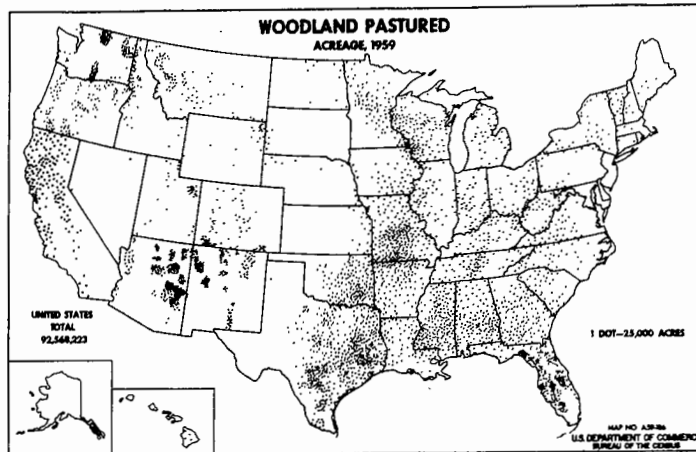 WOODLAND PASTURED
ACREAGE, 1959
UNITED STATES
TOTAL
92,568,223
1 DOT—25,000 ACRES
MAP NO. A59-186
U.S. DEPARTMENT OF COMMERCE
BUREAU OF THE CENSUS